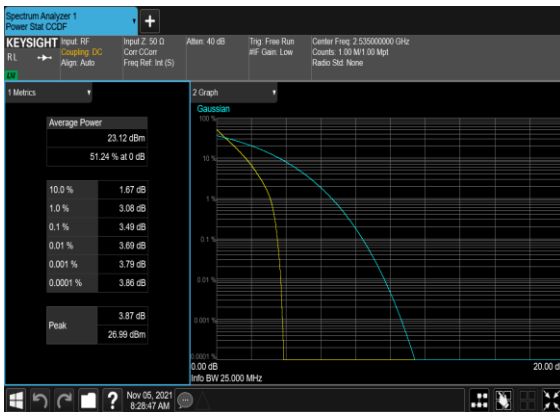 Spectrum Analyzer 1
Power Stat CCDF
KEYSIGHT
RL
LV
Input: RF
Coupling: DC
Align: Auto
Input Z: 50 Ω
Corr CCorr
Freq Ref: Int (S)
Atten: 40 dB
Trig: Free Run
#IF Gain: Low
Center Freq: 2.535000000 GHz
Counts: 1.00 M/1.00 Mpt
Radio Std: None
1 Metrics
Average Power
23.12 dBm
51.24 % at 0 dB
10.0 % 1.67 dB
1.0 % 3.08 dB
0.1 % 3.49 dB
0.01 % 3.69 dB
0.001 % 3.79 dB
0.0001 % 3.86 dB
Peak 3.87 dB
26.99 dBm
2 Graph
Gaussian
100 %
10 %
1 %
0.1 %
0.01 %
0.001 %
0.0001 %
0.00 dB
20.00 d
Info BW 25.000 MHz
Nov 05, 2021
8:28:47 AM